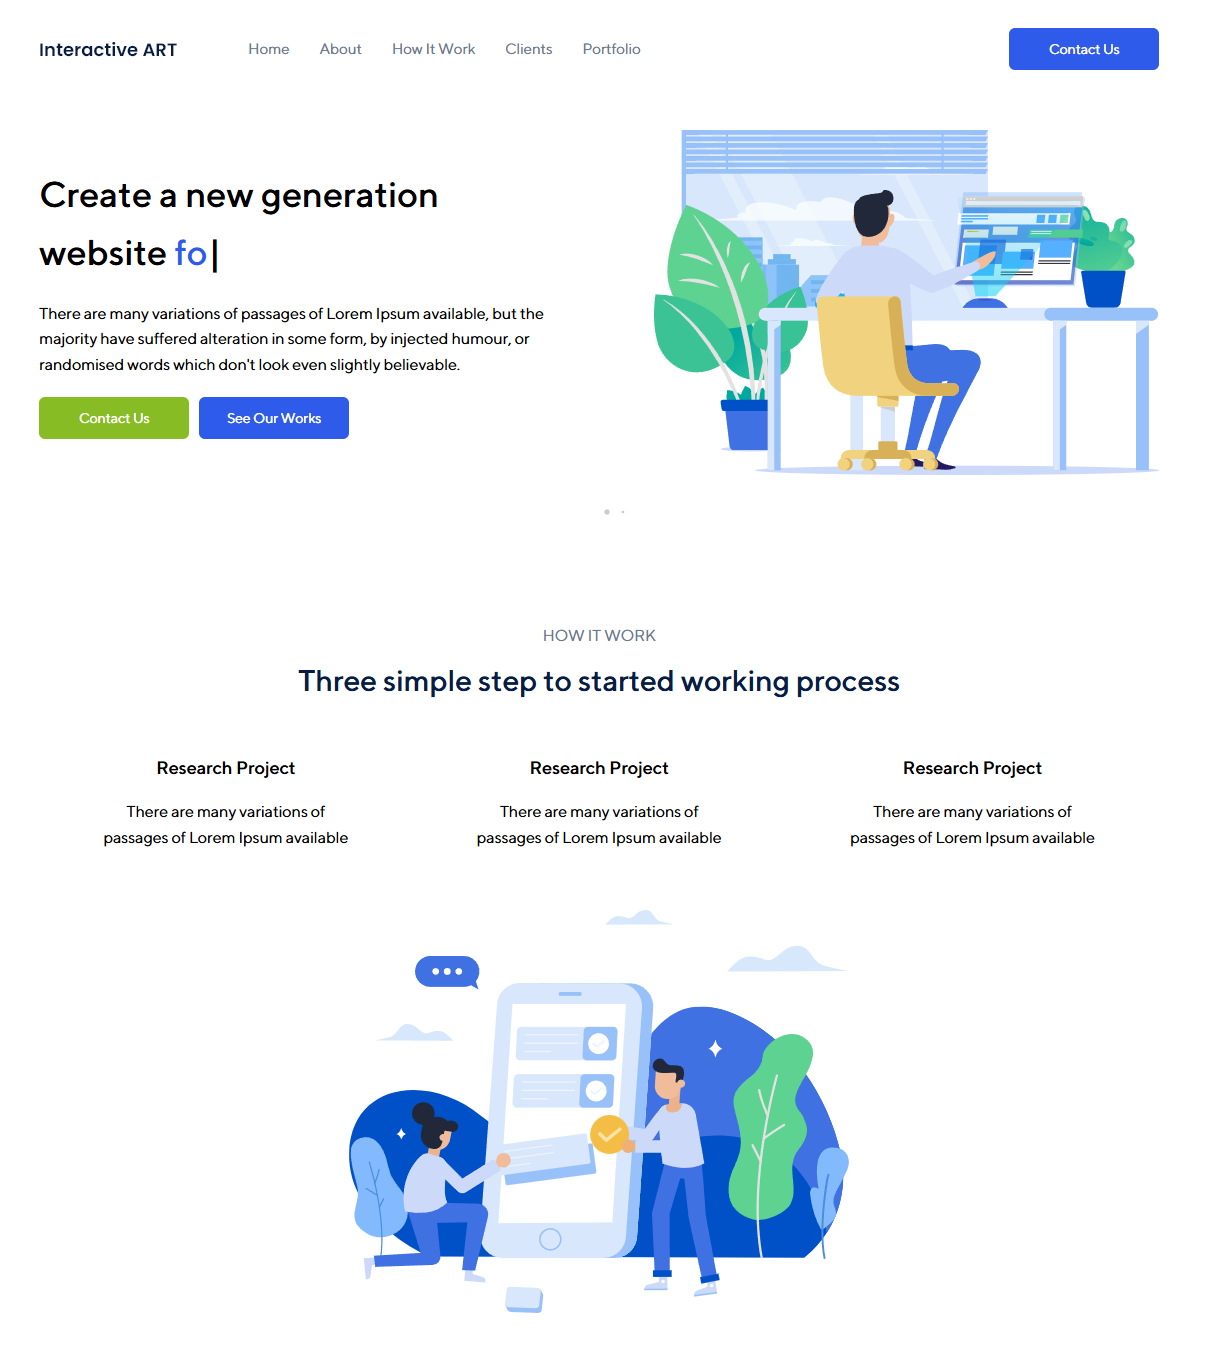 Interactive ART
Home About How It Work Clients Portfolio
Contact Us
Create a new generation
website fo|
There are many variations of passages of Lorem Ipsum available, but the
majority have suffered alteration in some form, by injected humour, or
randomised words which don't look even slightly believable.
Contact Us
See Our Works
HOW IT WORK
Three simple step to started working process
Research Project
There are many variations of
passages of Lorem Ipsum available
Research Project
There are many variations of
passages of Lorem Ipsum available
Research Project
There are many variations of
passages of Lorem Ipsum available